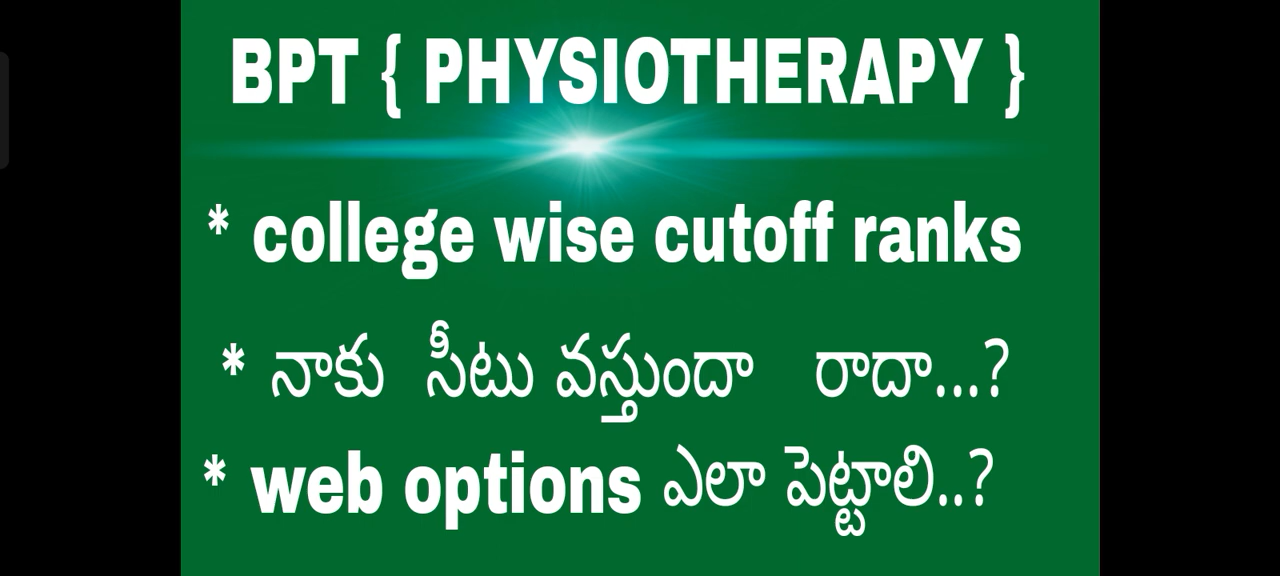 BPT { PHYSIOTHERAPY }
* college wise cutoff ranks
* నాకు సీటు వస్తుందా రాదా...?
* web options ఎలా పెట్టాలి..?